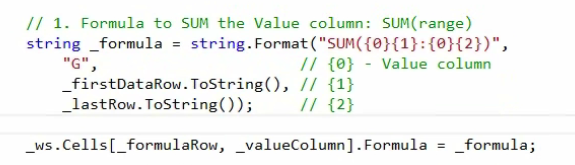 // 1. Formula to SUM the Value column: SUM(range)
string _formula = string.Format("SUM({0}{1}:{0}{2})",
"G", // {0} - Value column
_firstDataRow.ToString(), // {1}
_lastRow.ToString()); // {2}
_ws.Cells[_formulaRow, _valueColumn].Formula = _formula;